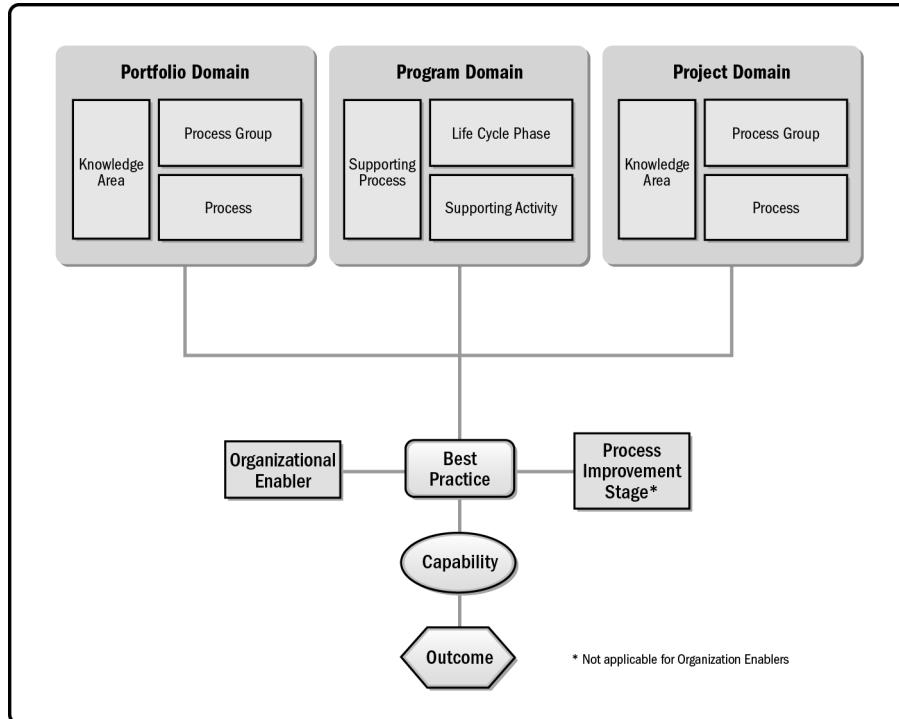 Portfolio Domain
Knowledge
Area
Process Group
Process
Program Domain
Supporting
Process
Life Cycle Phase
Supporting Activity
Project Domain
Knowledge
Area
Process Group
Process
Organizational
Enabler
Best
Practice
Process
Improvement
Stage*
Capability
Outcome
* Not applicable for Organization Enablers